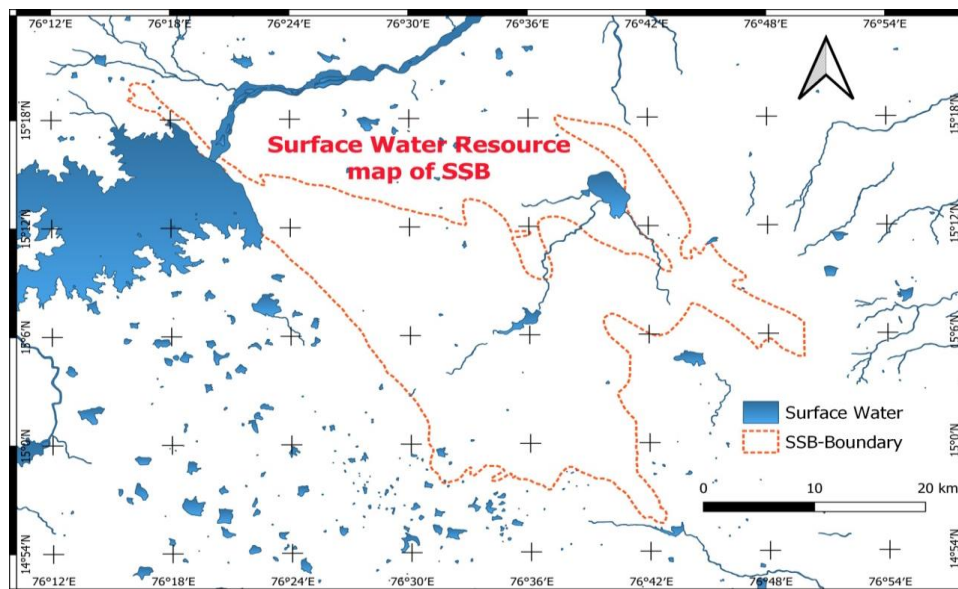 76°12'E 76°18'E 76°24'E 76°30'E 76°36'E 76°42'E 76°48'E 76°54'E
15°18'N 15°18'N
Surface Water Resource
map of SSB
15°12'N 15°12'N
15°6'N 15°6'N
Surface Water
SSB-Boundary
15°0'N 15°0'N
0 10 20 km
14°54'N 14°54'N
76°12'E 76°18'E 76°24'E 76°30'E 76°36'E 76°42'E 76°48'E 76°54'E